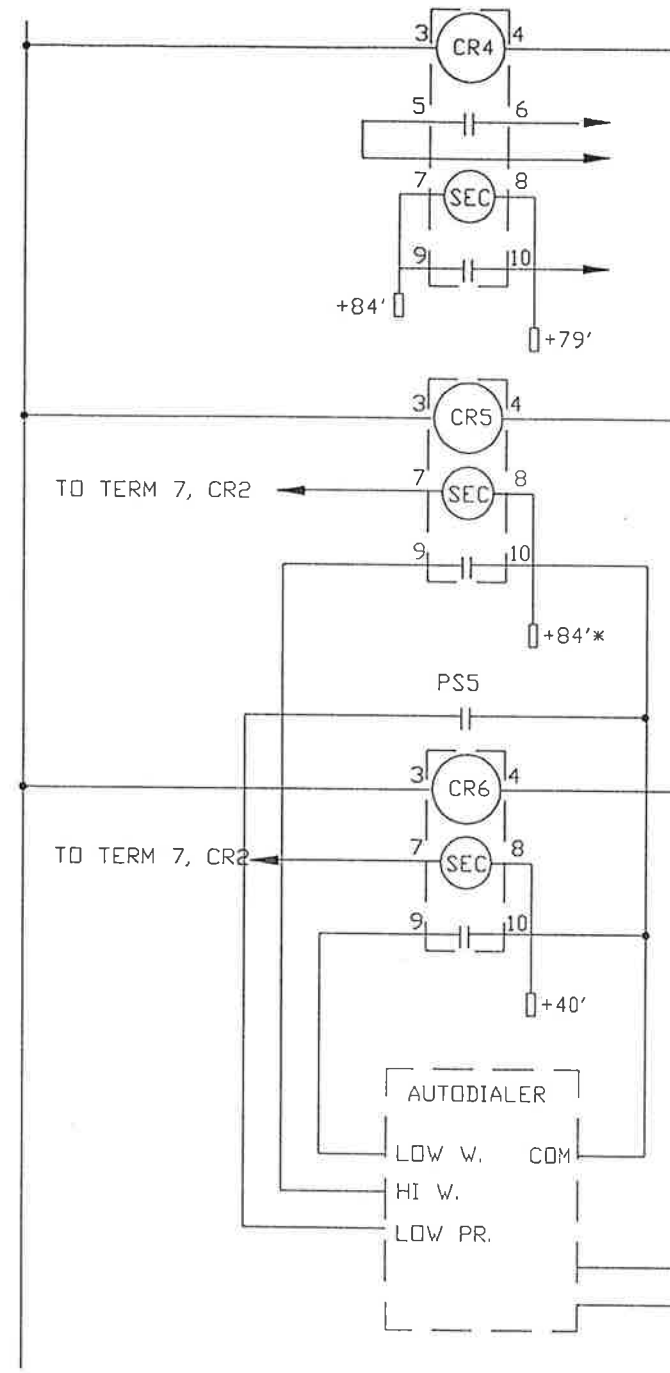 3 CR4 4
5 6
7 SEC 8
9 10
+84'
+79'
3 CR5 4
TO TERM 7, CR2 7 SEC 8
9 10
+84'*
PS5
3 CR6 4
TO TERM 7, CR2 7 SEC 8
9 10
+40'
AUTODIALER
LOW W. COM
HI W.
LOW PR.